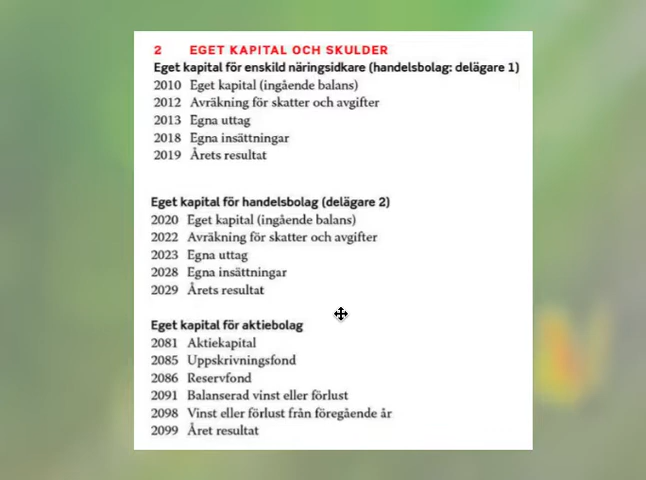 2 EGET KAPITAL OCH SKULDER
Eget kapital för enskild näringsidkare (handelsbolag: delägare 1)
2010 Eget kapital (ingående balans)
2012 Avräkning för skatter och avgifter
2013 Egna uttag
2018 Egna insättningar
2019 Årets resultat
Eget kapital för handelsbolag (delägare 2)
2020 Eget kapital (ingående balans)
2022 Avräkning för skatter och avgifter
2023 Egna uttag
2028 Egna insättningar
2029 Årets resultat
Eget kapital för aktiebolag
2081 Aktiekapital
2085 Uppskrivningsfond
2086 Reservfond
2091 Balanserad vinst eller förlust
2098 Vinst eller förlust från föregående år
2099 Året resultat